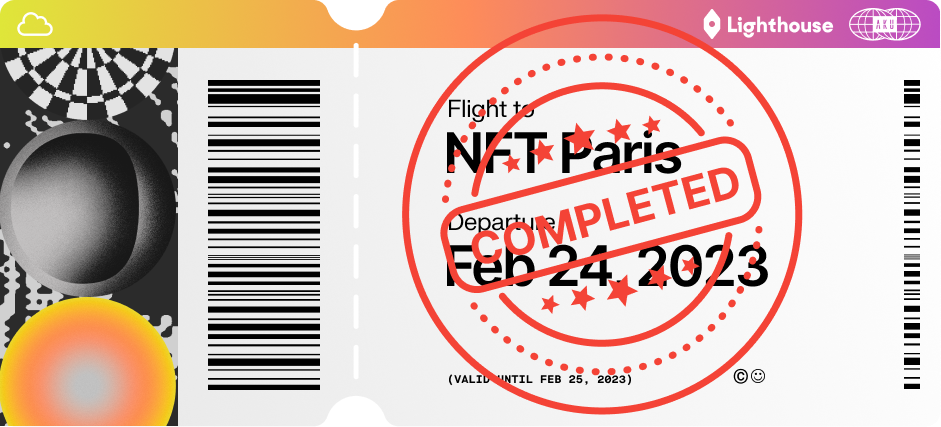 Lighthouse
AKU
Flight to
NFT Paris
Departure
Feb 24, 2023
COMPLETED
(VALID UNTIL FEB 25, 2023)
©